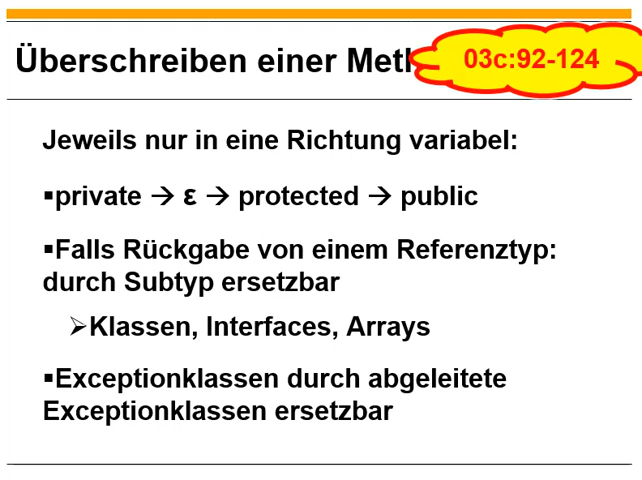 Überschreiben einer
03c:92-124
Jeweils nur in eine Richtung variabel:
▪private → ε → protected → public
▪Falls Rückgabe von einem Referenztyp:
durch Subtyp ersetzbar
➢Klassen, Interfaces, Arrays
▪Exceptionklassen durch abgeleitete
Exceptionklassen ersetzbar